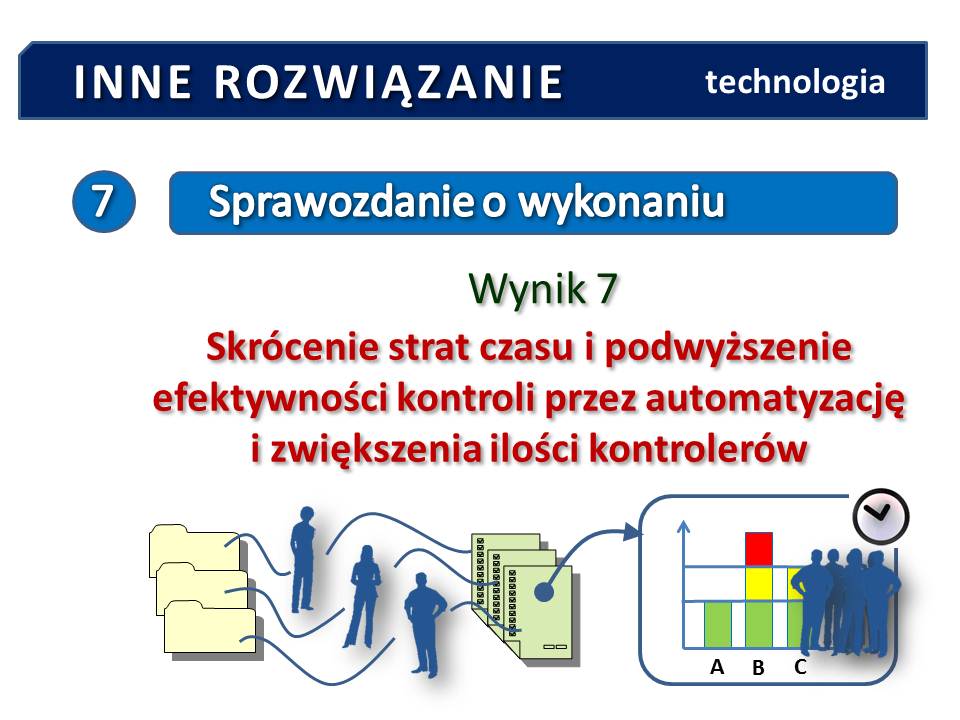 INNE ROZWIĄZANIE
technologia
7
Sprawozdanie o wykonaniu
Wynik 7
Skrócenie strat czasu i podwyższenie
efektywności kontroli przez automatyzację
i zwiększenia ilości kontrolerów
A B C